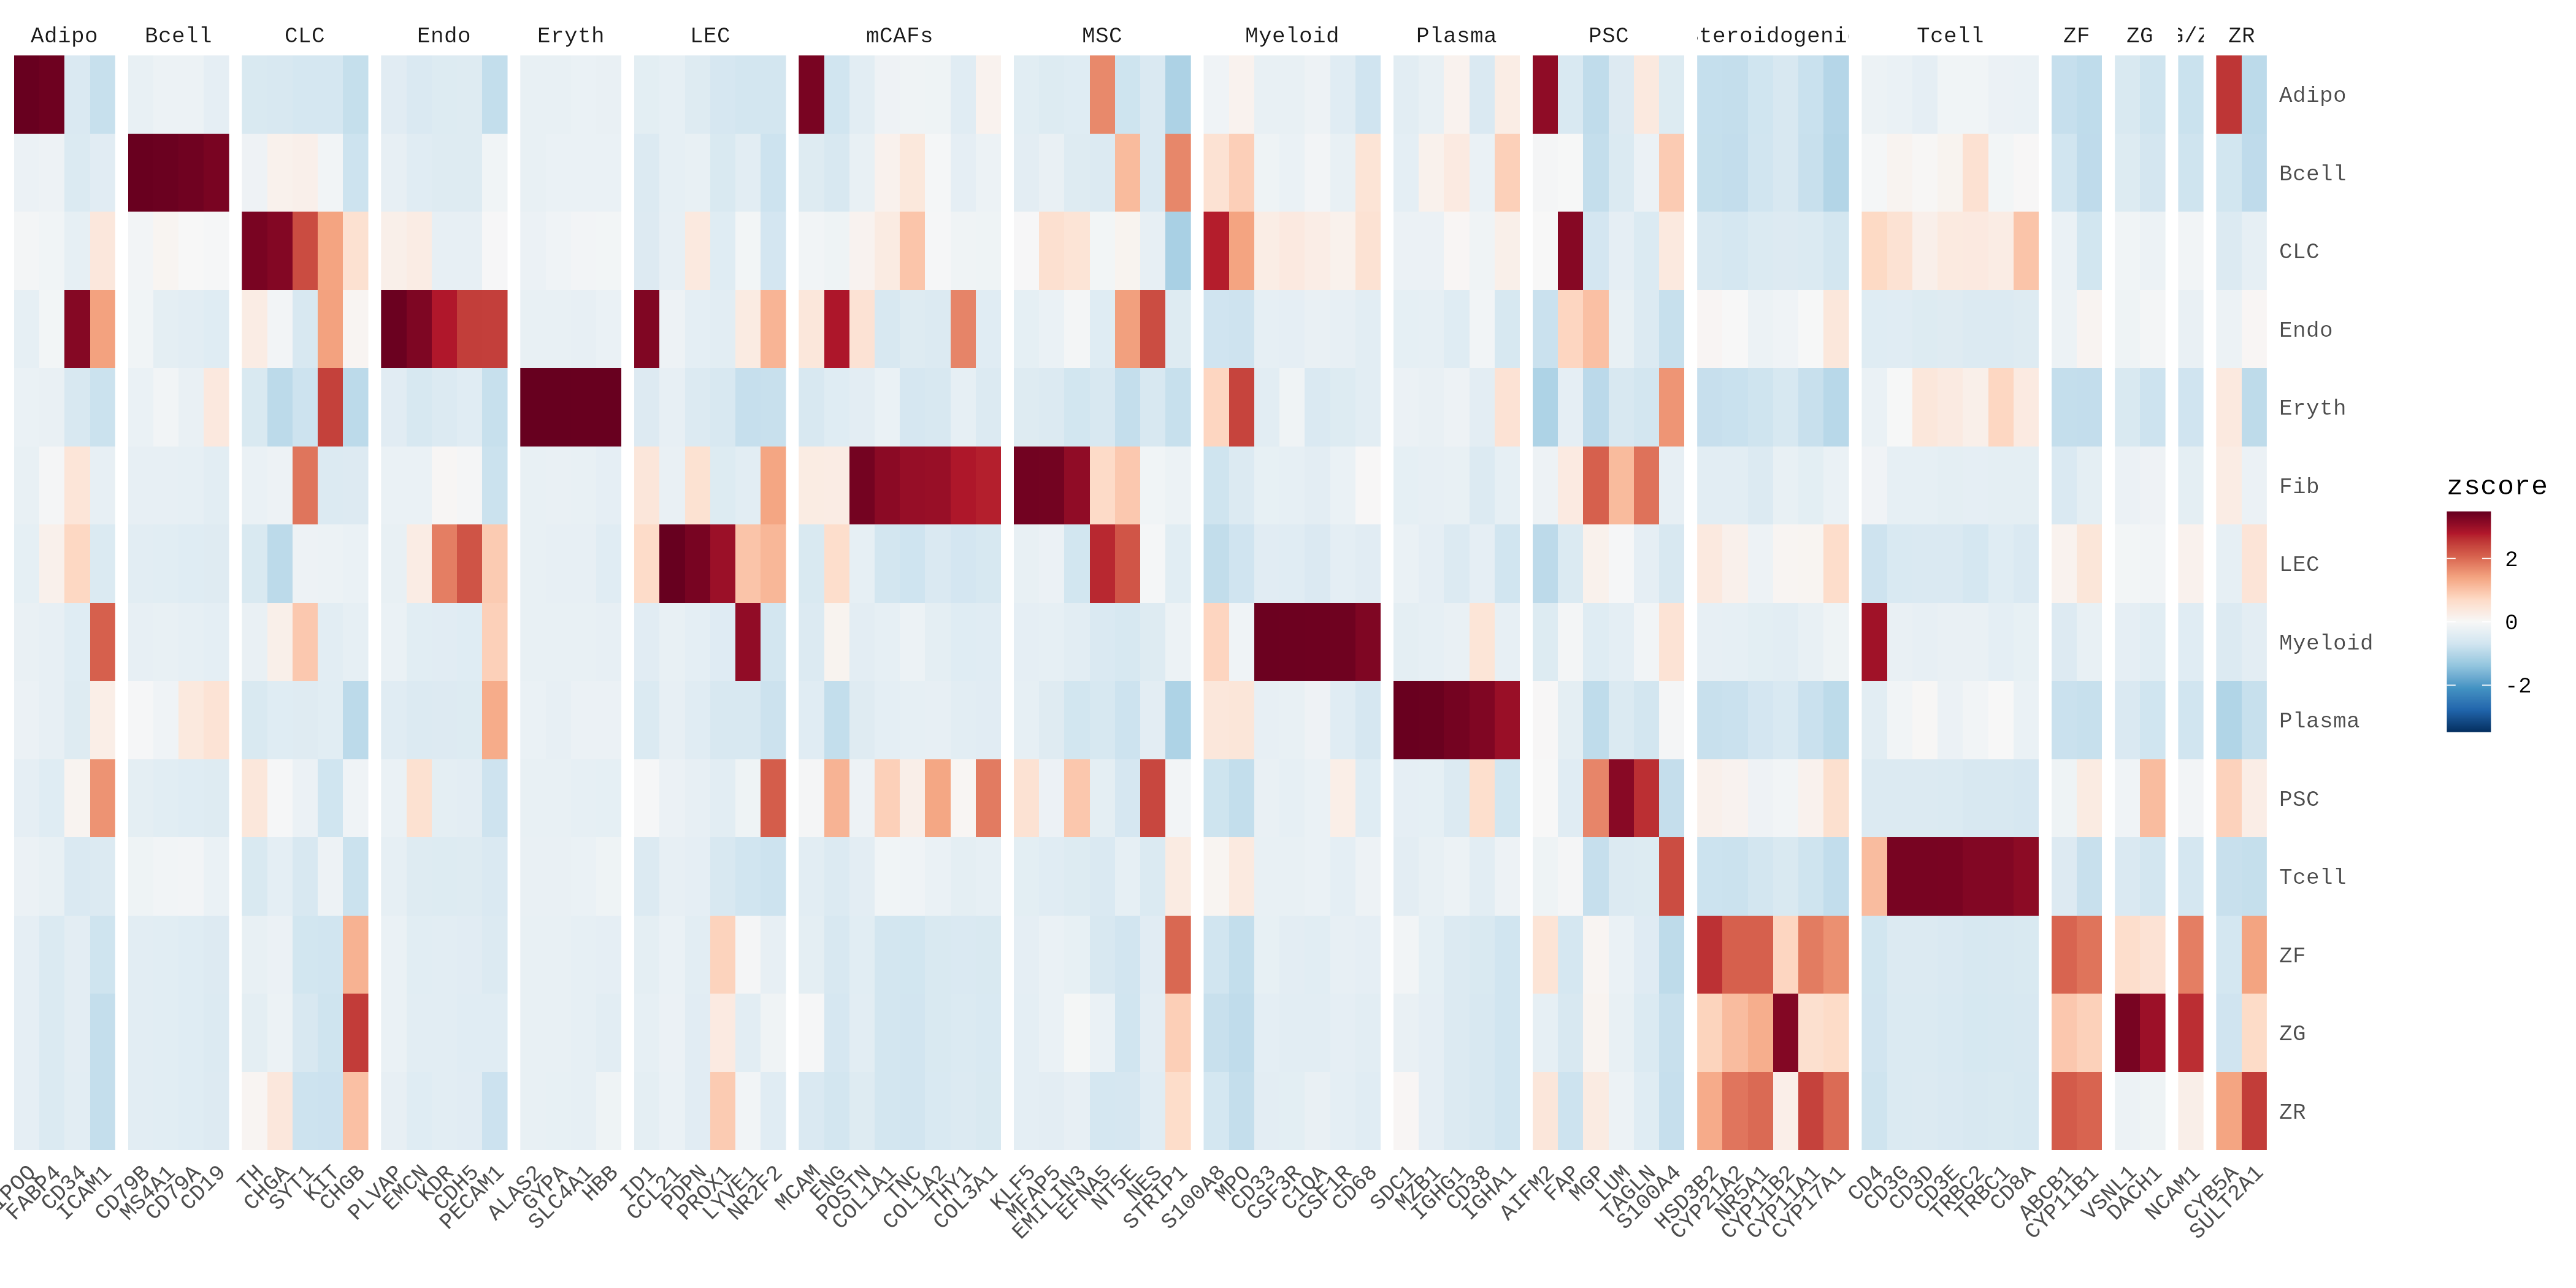 Adipo Bcell CLC Endo Eryth LEC mCAFs MSC Myeloid Plasma PSC teroidogeni Tcell ZF ZG G/Z ZR
Adipo
Bcell
CLC
Endo
Eryth
Fib
LEC
Myeloid
Plasma
PSC
Tcell
ZF
ZG
ZR
zscore
2
0
-2
IPOQ
FABP4
CD34
ICAM1
CD79B
MS4A1
CD79A
CD19
TH
CHGA
SYT1
KIT
CHGB
PLVAP
EMCN
KDR
CDH5
PECAM1
ALAS2
GYPA
SLC4A1
HBB
ID1
CCL21
PDPN
PROX1
LYVE1
NR2F2
MCAM
ENG
POSTN
COL1A1
TNC
COL1A2
THY1
COL3A1
KLF5
MFAP5
EMILIN3
EFNA5
NT5E
NES
STRIP1
S100A8
MPO
CD33
CSF3R
C1QA
CSF1R
CD68
SDC1
MZB1
IGHG1
CD38
IGHA1
AIFM2
FAP
MGP
LUM
TAGLN
S100A4
HSD3B2
CYP21A2
NR5A1
CYP11B2
CYP11A1
CYP17A1
CD4
CD3G
CD3D
CD3E
TRBC2
TRBC1
CD8A
ABCB1
CYP11B1
VSNL1
DACH1
NCAM1
CYB5A
SULT2A1